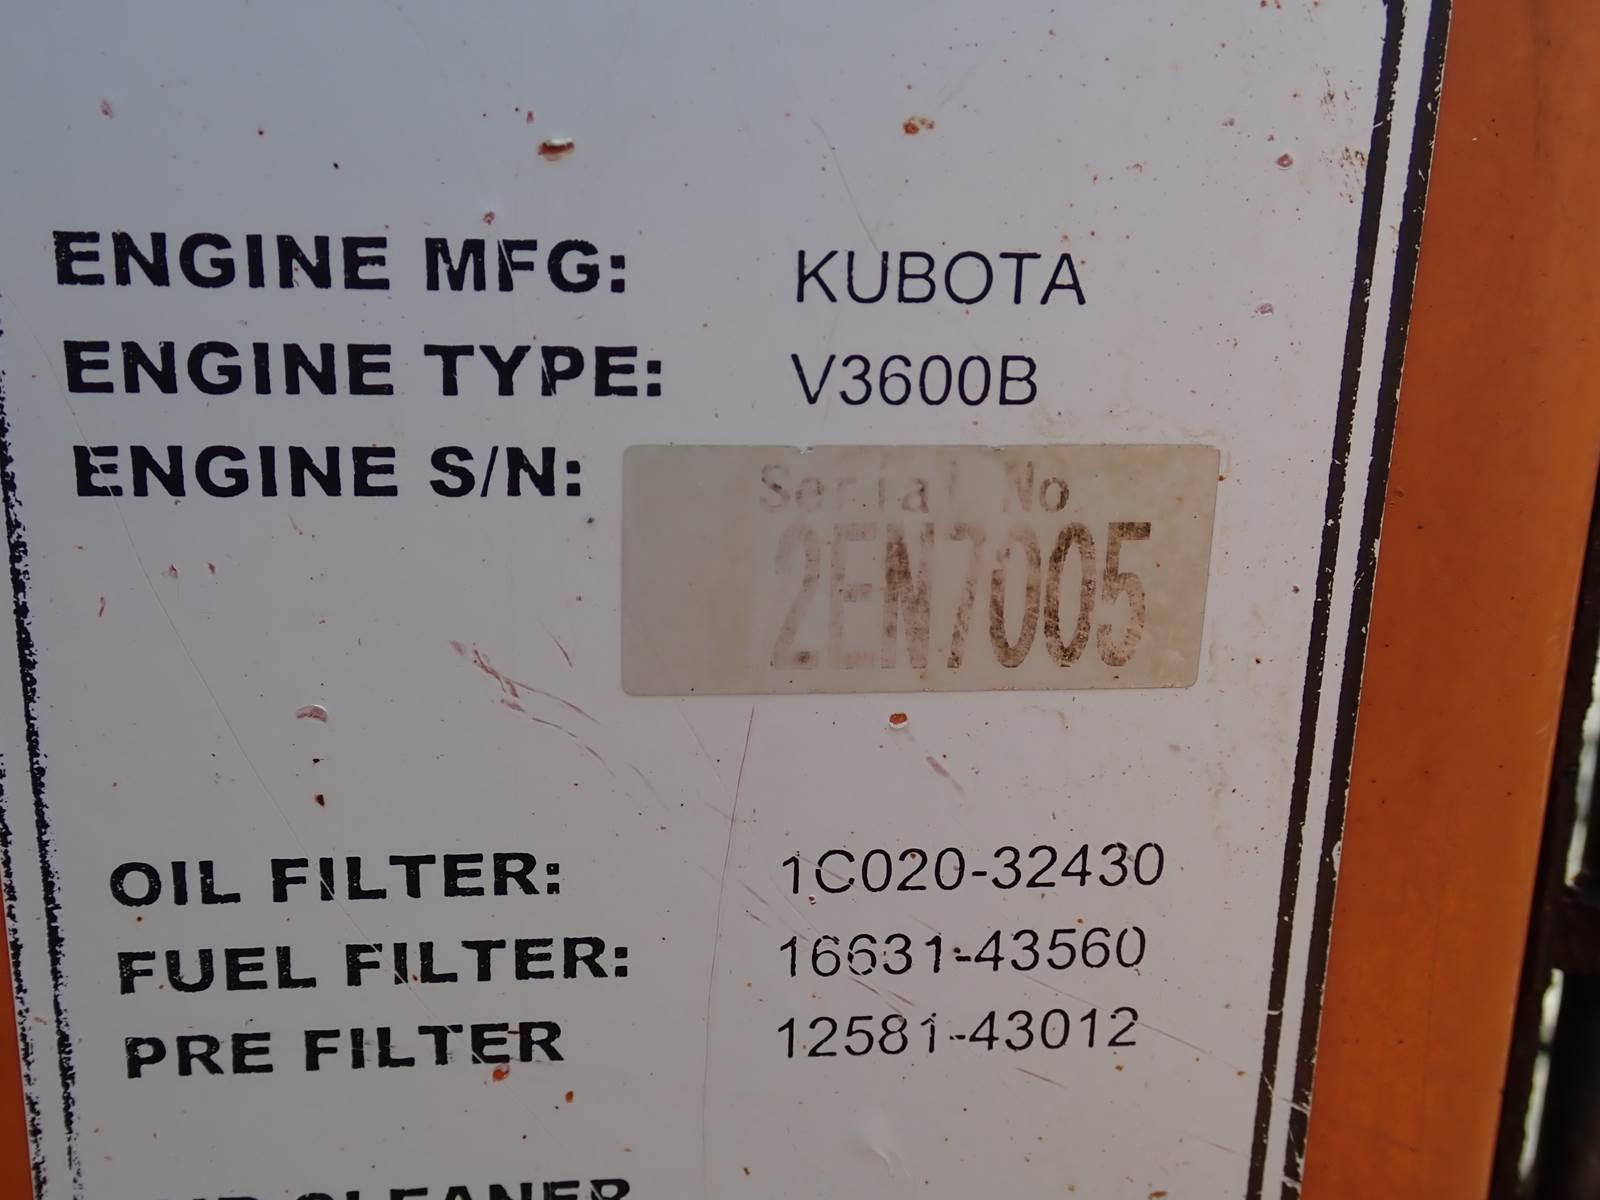 ENGINE MFG: KUBOTA
ENGINE TYPE: V3600B
ENGINE S/N: Serial No
2EN7005
OIL FILTER: 1C020-32430
FUEL FILTER: 16631-43560
PRE FILTER 12581-43012
CLEANER